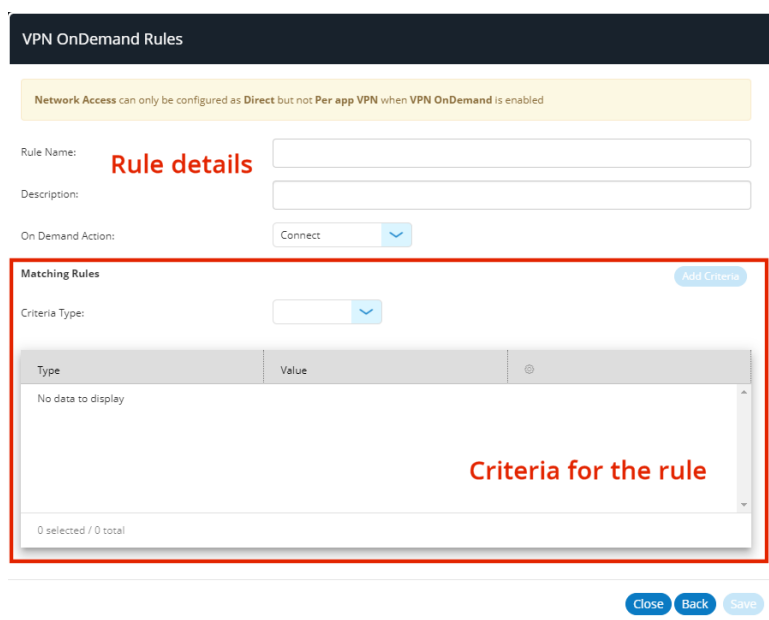 VPN OnDemand Rules
Network Access can only be configured as Direct but not Per app VPN when VPN OnDemand is enabled
Rule Name:
Rule details
Description:
On Demand Action:
Connect
Matching Rules
Add Criteria
Criteria Type:
Type
Value
No data to display
Criteria for the rule
0 selected / 0 total
Close
Back
Save